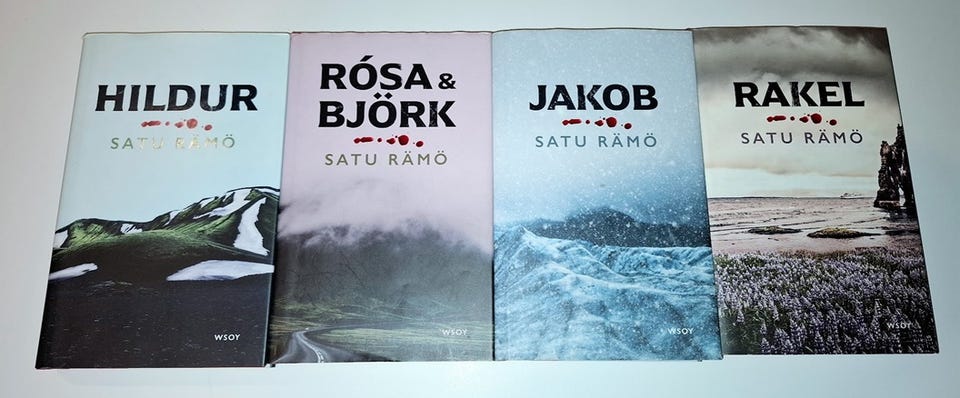 HILDUR
SATU RÄMÖ
WSOY
RÓSA &
BJÖRK
SATU RÄMÖ
WSOY
JAKOB
SATU RÄMÖ
WSOY
RAKEL
SATU RÄMÖ
WSOY